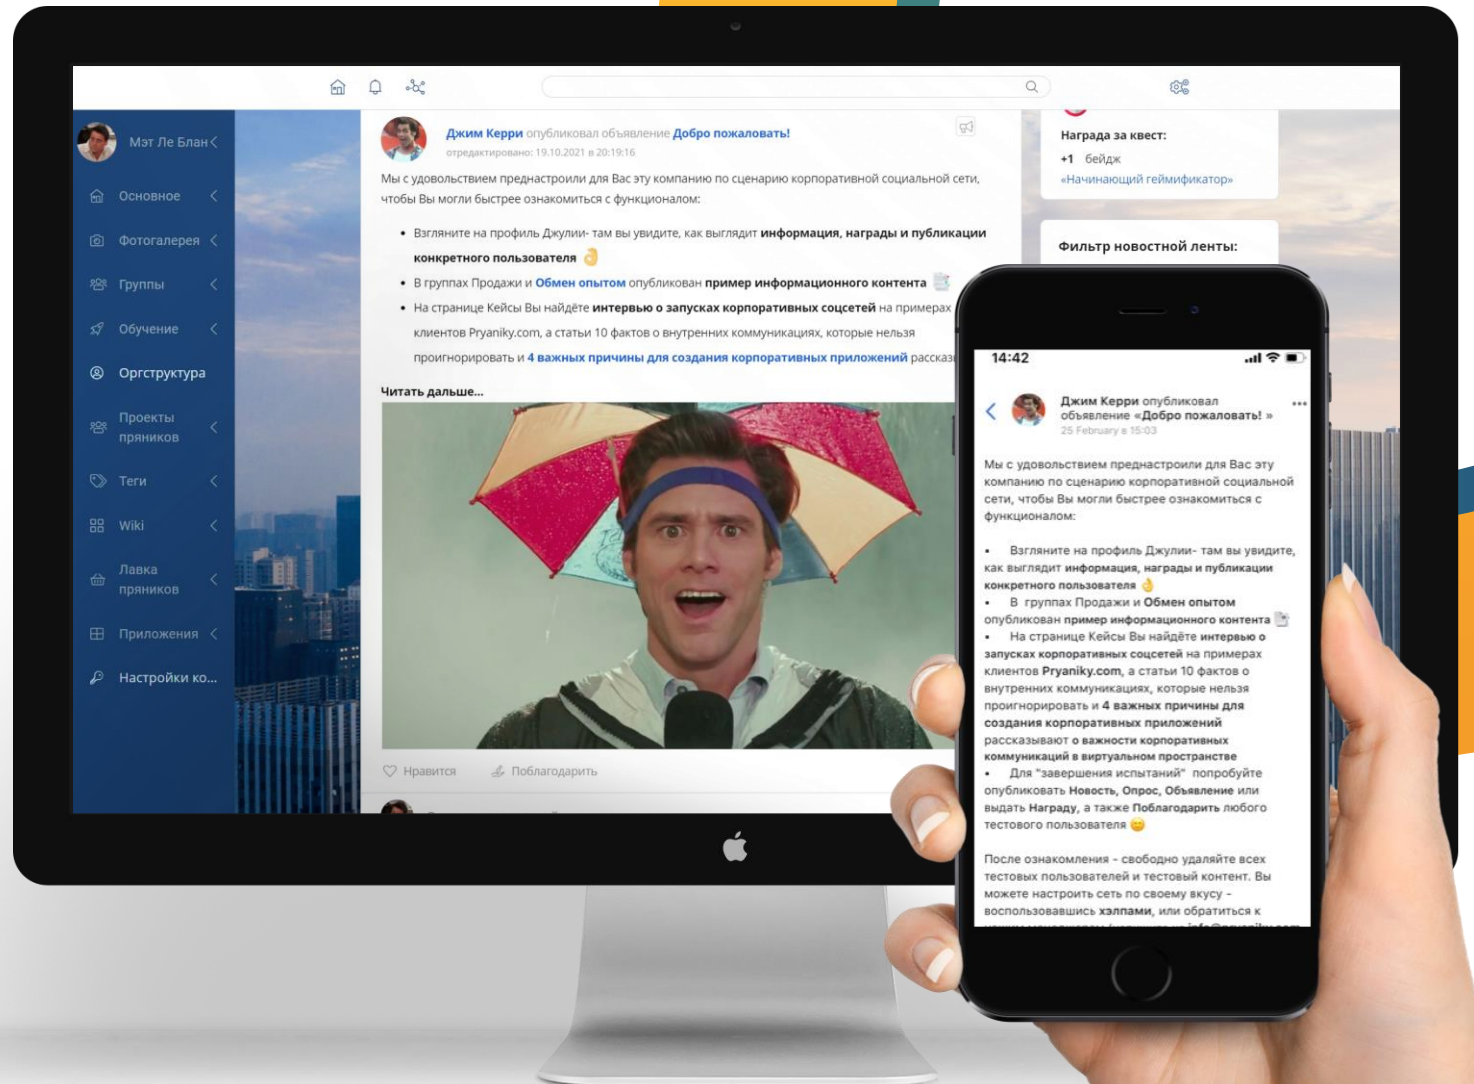 Мэт Ле Блан
Основное
Фотогалерея
Группы
Обучение
Оргструктура
Проекты
пряников
Теги
Wiki
Лавка
пряников
Приложения
Настройки ко...
Джим Керри опубликовал объявление Добро пожаловать!
отредактировано: 19.10.2021 в 20:19:16
Мы с удовольствием преднастроили для Вас эту компанию по сценарию корпоративной социальной сети,
чтобы Вы могли быстрее ознакомиться с функционалом:
• Взгляните на профиль Джулии- там вы увидите, как выглядит информация, награды и публикации
конкретного пользователя 👌
• В группах Продажи и Обмен опытом опубликован пример информационного контента
• На странице Кейсы Вы найдёте интервью о запусках корпоративных соцсетей на примерах
клиентов Pryaniky.com, а статьи 10 фактов о внутренних коммуникациях, которые нельзя
проигнорировать и 4 важных причины для создания корпоративных приложений
Читать дальше...
Нравится
Поблагодарить
Награда за квест:
+1 бейдж
«Начинающий геймификатор»
Фильтр новостной ленты:
14:42
Джим Керри опубликовал
объявление «Добро пожаловать! »
25 February в 15:03
Мы с удовольствием преднастроили для Вас эту
компанию по сценарию корпоративной социальной
сети, чтобы Вы могли быстрее ознакомиться с
функционалом:
• Взгляните на профиль Джулии- там вы увидите,
как выглядит информация, награды и публикации
конкретного пользователя 👌
• В группах Продажи и Обмен опытом
опубликован пример информационного контента
• На странице Кейсы Вы найдёте интервью о
запусках корпоративных соцсетей на примерах
клиентов Pryaniky.com, а статьи 10 фактов о
внутренних коммуникациях, которые нельзя
проигнорировать и 4 важных причины для
создания корпоративных приложений
рассказывают о важности корпоративных
коммуникаций в виртуальном пространстве
• Для "завершения испытаний" попробуйте
опубликовать Новость, Опрос, Объявление или
выдать Награду, а также Поблагодарить любого
тестового пользователя 😊
После ознакомления - свободно удаляйте всех
тестовых пользователей и тестовый контент. Вы
можете настроить сеть по своему вкусу -
воспользовавшись хэлпами, или обратиться к